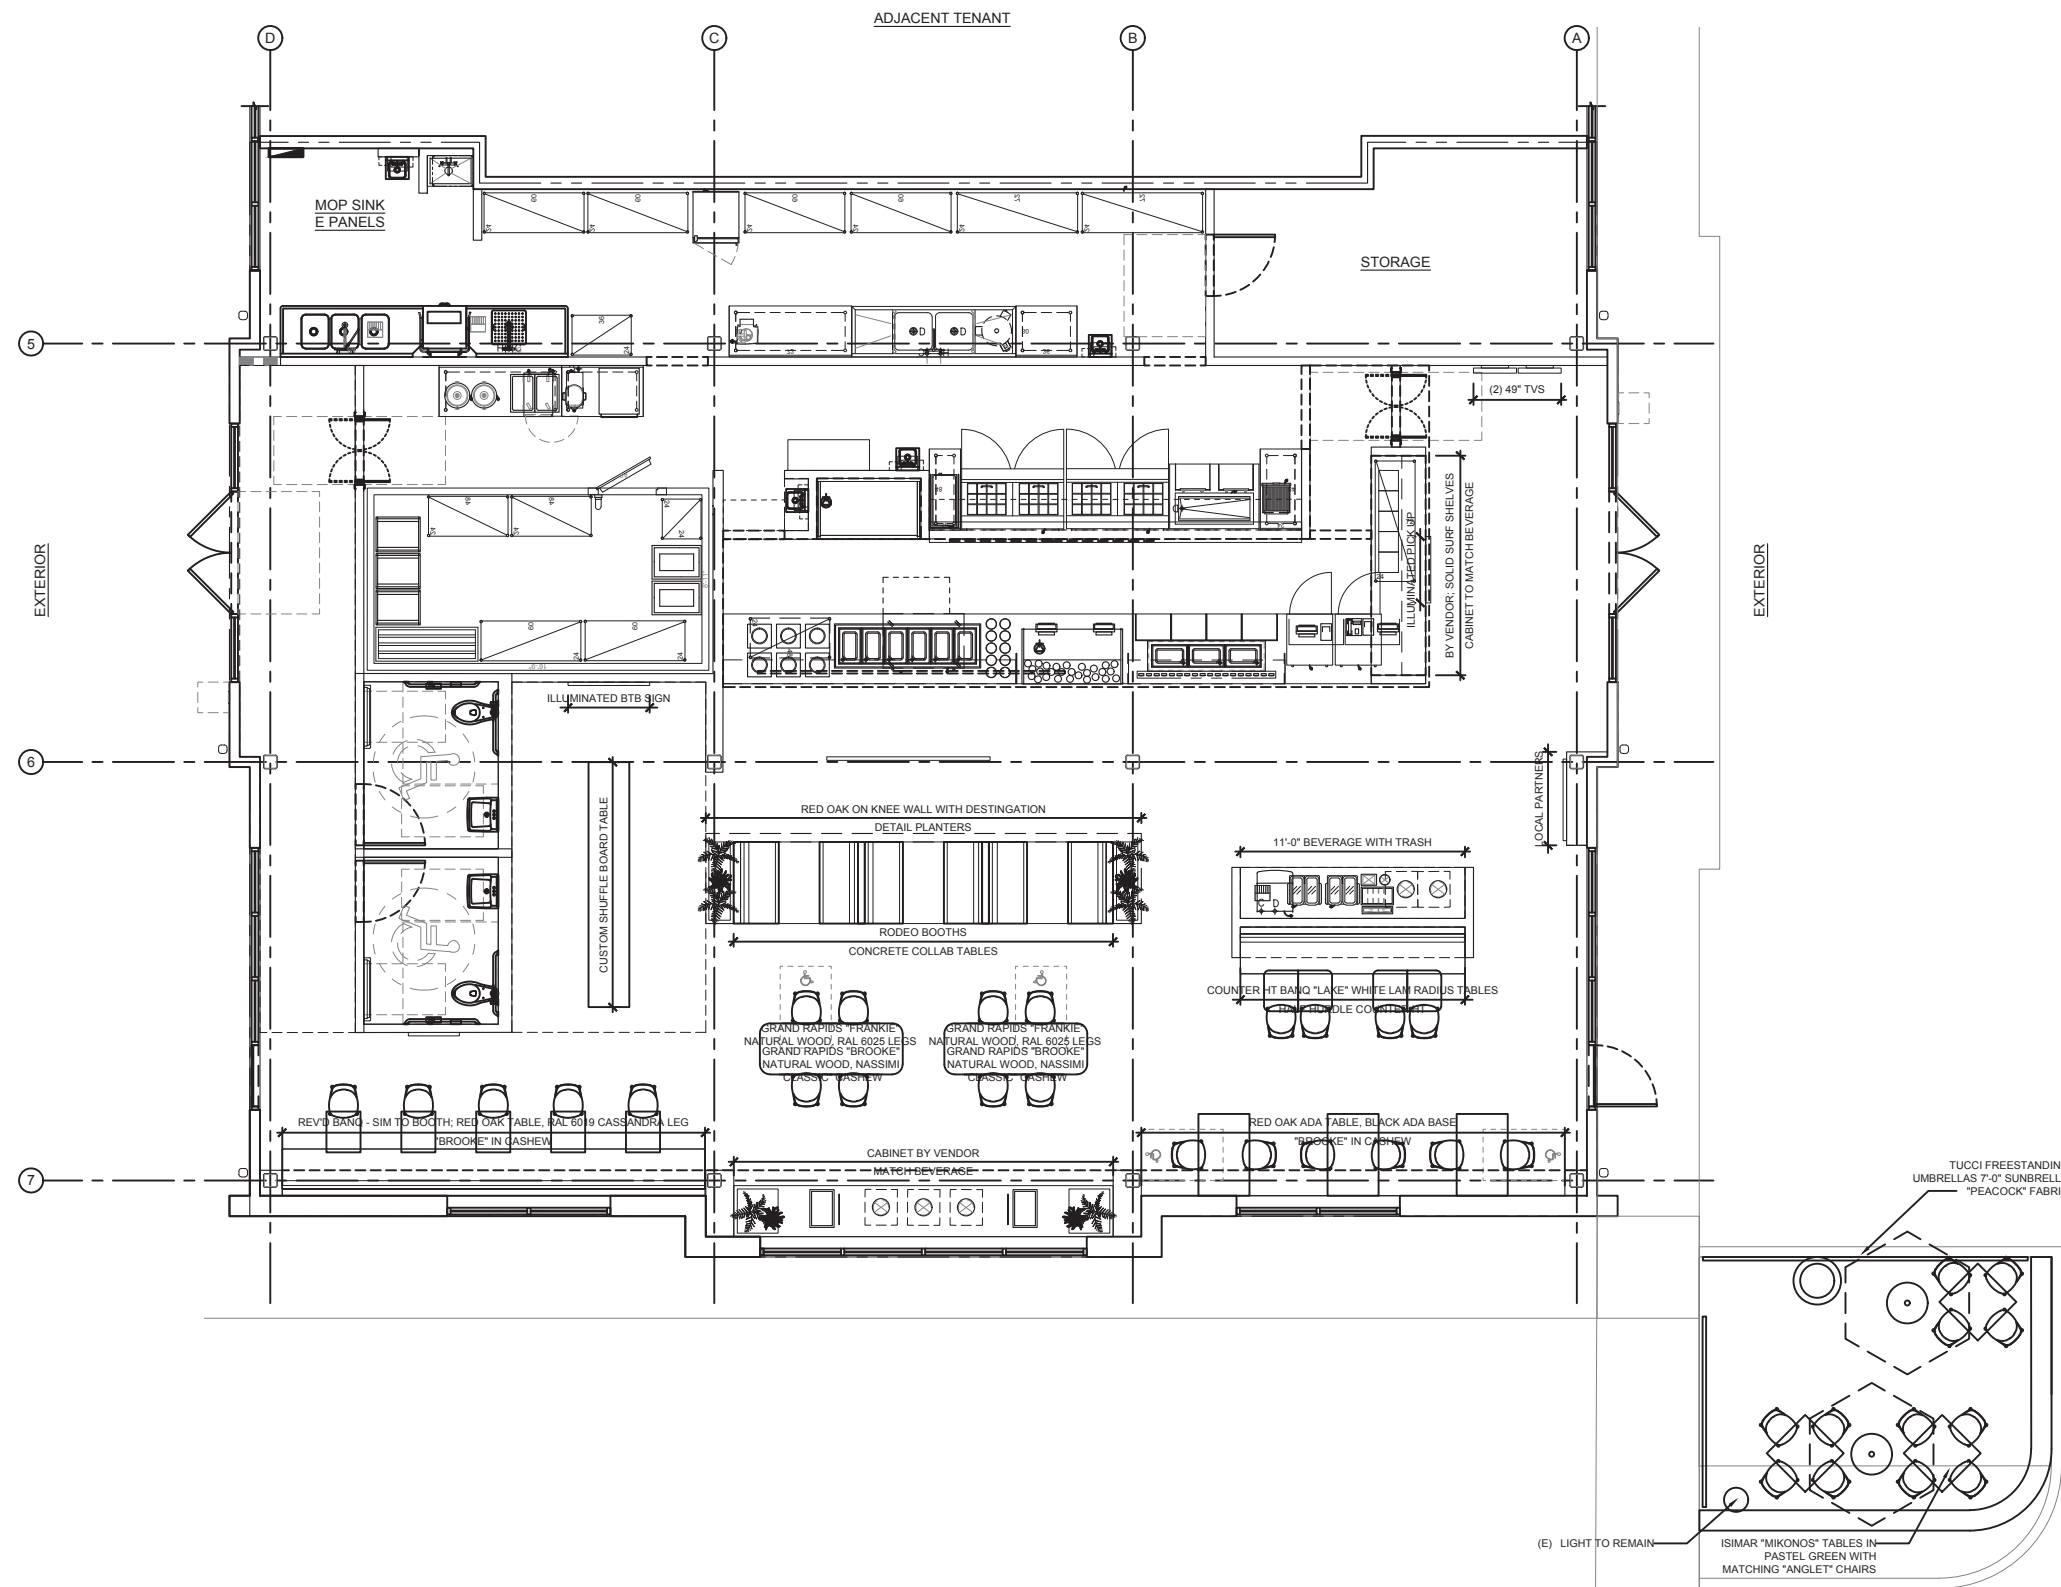 ADJACENT TENANT
D
C
B
A
MOP SINK
E PANELS
STORAGE
5
(2) 49" TVS
EXTERIOR
ILLUMINATED PICK UP
BY VENDOR; SOLID SURF SHELVES
CABINET TO MATCH BEVERAGE
EXTERIOR
ILLUMINATED BTB SIGN
6
LOCAL PARTNERS
CUSTOM SHUFFLE BOARD TABLE
RED OAK ON KNEE WALL WITH DESTINGATION
DETAIL PLANTERS
11'-0" BEVERAGE WITH TRASH
C D
RODEO BOOTHS
CONCRETE COLLAB TABLES
COUNTER HT BANQ "LAKE" WHITE LAM RADIUS TABLES
HALF HURDLE COUNTER HT
GRAND RAPIDS "FRANKIE"
NATURAL WOOD, RAL 6025 LEGS
GRAND RAPIDS "BROOKE"
NATURAL WOOD, NASSIMI
CLASSIC "CASHEW"
GRAND RAPIDS "FRANKIE"
NATURAL WOOD, RAL 6025 LEGS
GRAND RAPIDS "BROOKE"
NATURAL WOOD, NASSIMI
CLASSIC "CASHEW"
REV'D BANQ - SIM TO BOOTH; RED OAK TABLE, RAL 6019 CASSANDRA LEG
"BROOKE" IN CASHEW
RED OAK ADA TABLE, BLACK ADA BASE
"BROOKE" IN CASHEW
CABINET BY VENDOR
MATCH BEVERAGE
7
TUCCI FREESTANDIN
UMBRELLAS 7'-0" SUNBRELL
"PEACOCK" FABRI
(E) LIGHT TO REMAIN
ISIMAR "MIKONOS" TABLES IN
PASTEL GREEN WITH
MATCHING "ANGLET" CHAIRS